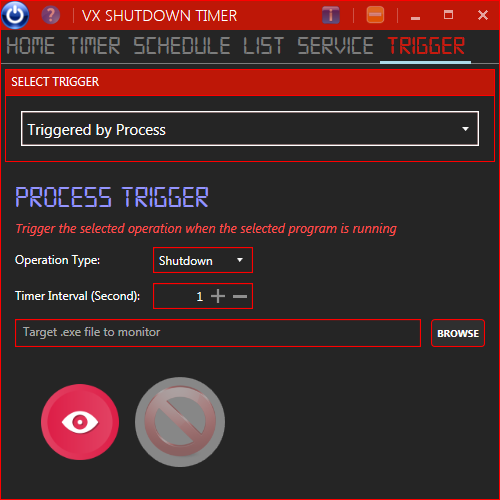 VX SHUTDOWN TIMER
HOME TIMER SCHEDULE LIST SERVICE TRIGGER
SELECT TRIGGER
Triggered by Process
PROCESS TRIGGER
Trigger the selected operation when the selected program is running
Operation Type: Shutdown
Timer Interval (Second): 1
Target .exe file to monitor BROWSE